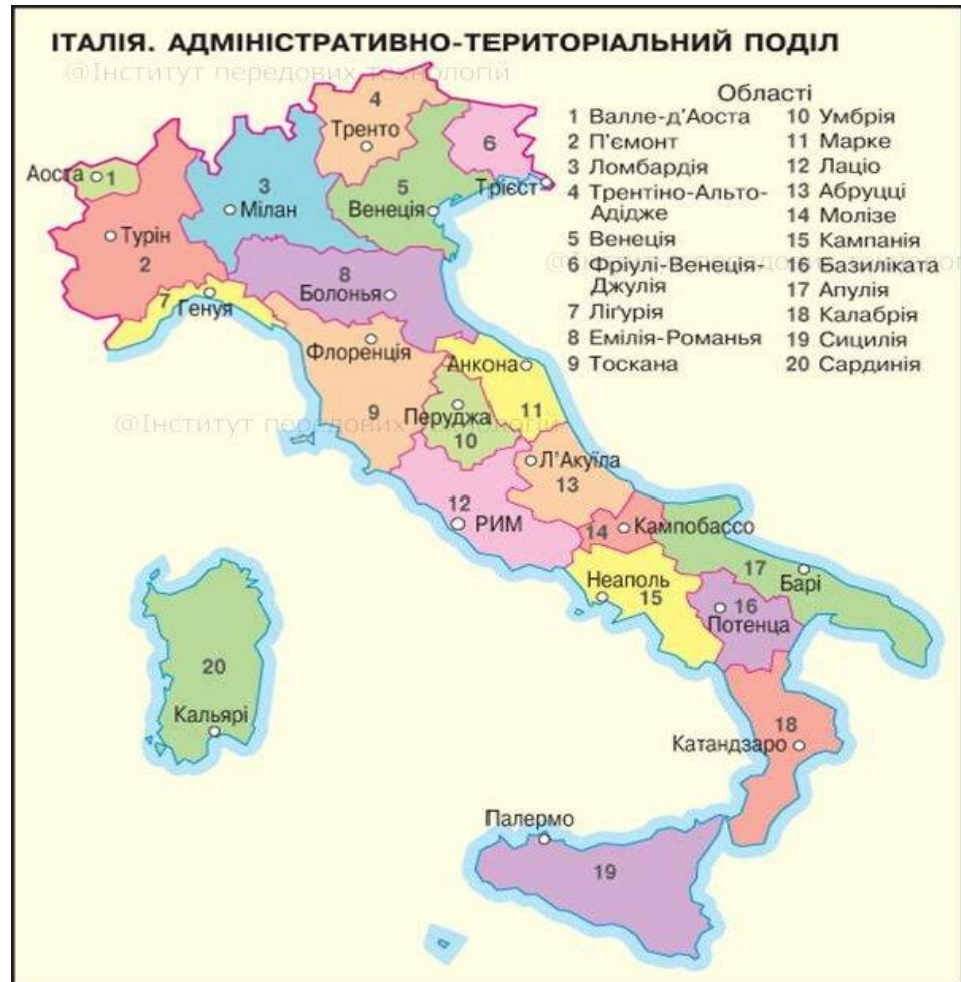 ІТАЛІЯ. АДМІНІСТРАТИВНО-ТЕРИТОРІАЛЬНИЙ ПОДІЛ
@Інститут передових технологій
Області
1 Валле-д'Аоста
2 П'ємонт
3 Ломбардія
4 Трентіно-Альто-
Адідже
5 Венеція
6 Фріулі-Венеція-
Джулія
7 Ліґурія
8 Емілія-Романья
9 Тоскана
10 Умбрія
11 Марке
12 Лаціо
13 Абруцці
14 Молізе
15 Кампанія
16 Базиліката
17 Апулія
18 Калабрія
19 Сицилія
20 Сардинія
4
Тренто
6
Аоста 1
3
5
Трієст
Мілан
Венеція
Турін
2
8
Болонья
7
Генуя
Флоренція
Анкона
9
Перуджа
11
10
@Інститут
Л'Акуїла
13
12
РИМ
14
Кампобассо
17
Барі
Неаполь
15
16
Потенца
20
Кальярі
18
Катандзаро
Палермо
19